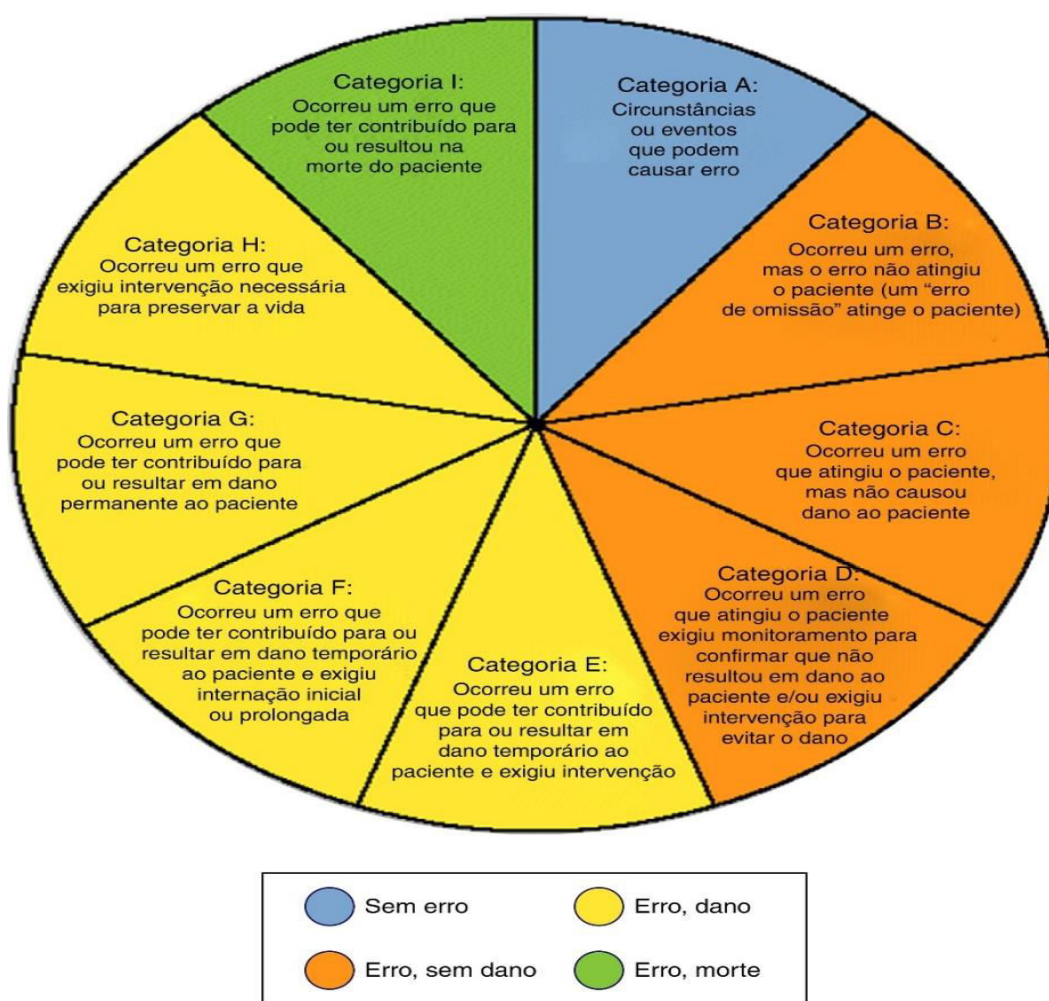 Categoria A:
Circunstâncias
ou eventos
que podem
causar erro
Categoria B:
Ocorreu um erro,
mas o erro não atingiu
o paciente (um “erro
de omissão” atinge o paciente)
Categoria C:
Ocorreu um erro
que atingiu o paciente,
mas não causou
dano ao paciente
Categoria D:
Ocorreu um erro
que atingiu o paciente
exigiu monitoramento para
confirmar que não
resultou em dano ao
paciente e/ou exigiu
intervenção para
evitar o dano
Categoria E:
Ocorreu um erro
que pode ter contribuído
para ou resultar em
dano temporário ao
paciente e exigiu intervenção
Categoria F:
Ocorreu um erro que
pode ter contribuído para ou
resultar em dano temporário
ao paciente e exigiu
internação inicial
ou prolongada
Categoria G:
Ocorreu um erro que
pode ter contribuído para
ou resultar em dano
permanente ao paciente
Categoria H:
Ocorreu um erro que
exigiu intervenção necessária
para preservar a vida
Categoria I:
Ocorreu um erro que
pode ter contribuído para
ou resultou na
morte do paciente
Sem erro
Erro, dano
Erro, sem dano
Erro, morte